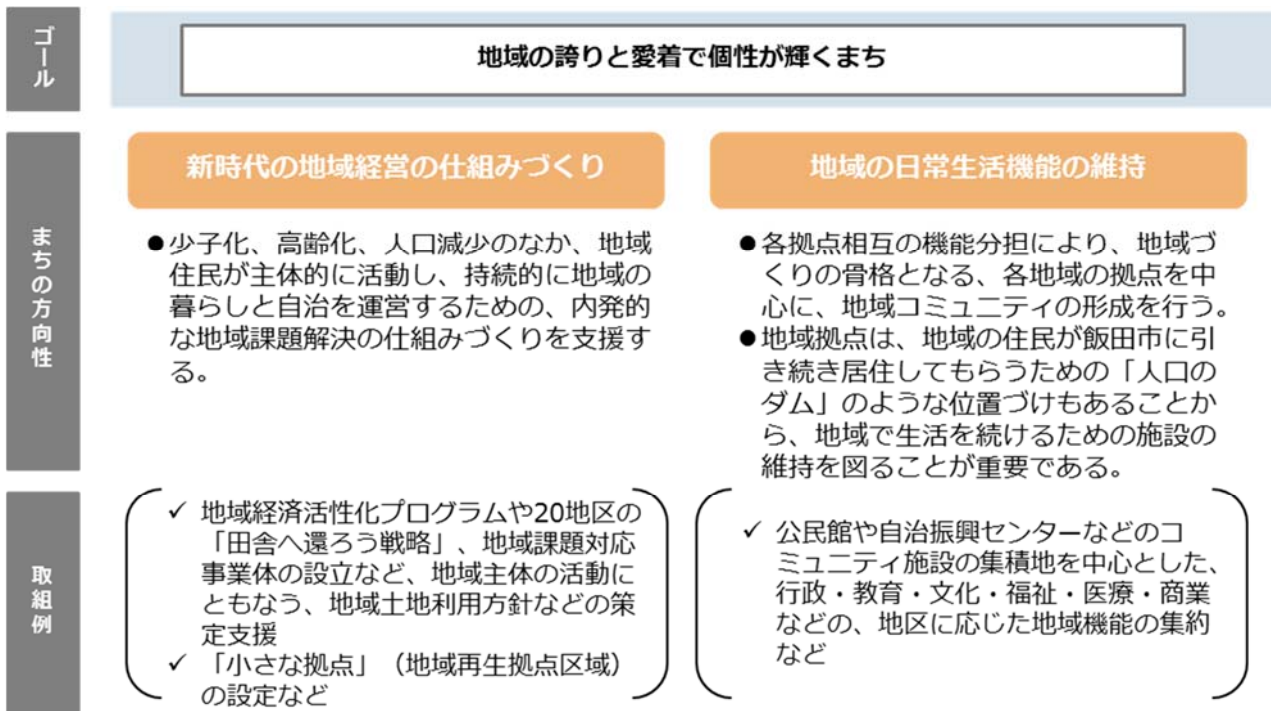 ゴール
地域の誇りと愛着で個性が輝くまち
まちの方向性
新時代の地域経営の仕組みづくり
●少子化、高齢化、人口減少のなか、地域
住民が主体的に活動し、持続的に地域の
暮らしと自治を運営するための、内発的
な地域課題解決の仕組みづくりを支援す
る。
地域の日常生活機能の維持
●各拠点相互の機能分担により、地域づ
くりの骨格となる、各地域の拠点を中
心に、地域コミュニティの形成を行う。
●地域拠点は、地域の住民が飯田市に引
き続き居住してもらうための「人口の
ダム」のような位置づけもあることか
ら、地域で生活を続けるための施設の
維持を図ることが重要である。
取組例
✓ 地域経済活性化プログラムや20地区の
「田舎へ還ろう戦略」、地域課題対応
事業体の設立など、地域主体の活動に
ともなう、地域土地利用方針などの策
定支援
✓ 「小さな拠点」（地域再生拠点区域）
の設定など
✓ 公民館や自治振興センターなどのコ
ミュニティ施設の集積地を中心とした、
行政・教育・文化・福祉・医療・商業
などの、地区に応じた地域機能の集約
など